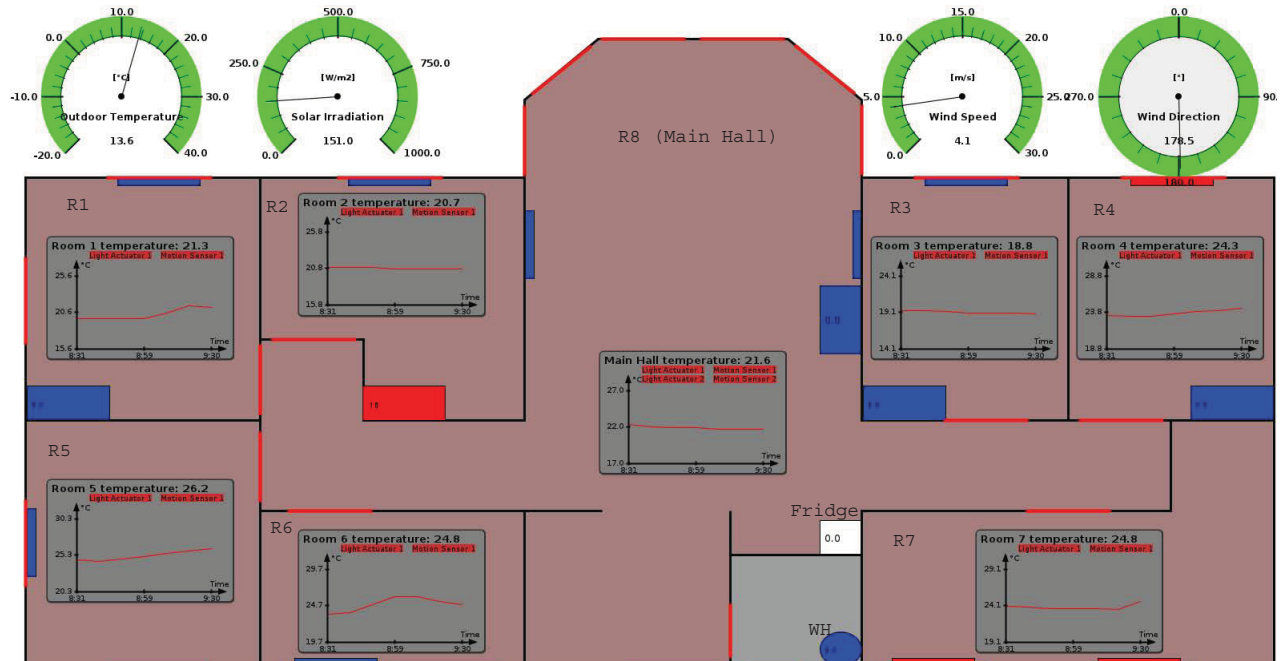 10.0
0.0 20.0
[°C]
-10.0 30.0
Outdoor Temperature
13.6
-20.0 40.0
500.0
250.0 750.0
[W/m2]
Solar Irradiation
151.0
0.0 1000.0
15.0
10.0 20.0
[m/s]
5.0 25.0
Wind Speed
4.1
0.0 30.0
0.0
[°]
270.0 90.
Wind Direction
178.5
180.0
R8 (Main Hall)
R1
Room 1 temperature: 21.3
Light Actuator 1 Motion Sensor 1
°C
25.6
20.6
15.6
Time
8:31 8:59 9:30
R2
Room 2 temperature: 20.7
Light Actuator 1 Motion Sensor 1
°C
25.8
20.8
15.8
Time
8:31 8:59 9:30
R3
Room 3 temperature: 18.8
Light Actuator 1 Motion Sensor 1
°C
24.1
19.1
14.1
Time
8:31 8:59 9:30
R4
Room 4 temperature: 24.3
Light Actuator 1 Motion Sensor 1
°C
28.8
23.8
18.8
Time
8:31 8:59 9:30
Main Hall temperature: 21.6
Light Actuator 1 Motion Sensor 1
Light Actuator 2 Motion Sensor 2
°C
27.0
22.0
17.0
Time
8:31 8:59 9:30
R5
Room 5 temperature: 26.2
Light Actuator 1 Motion Sensor 1
°C
30.3
25.3
20.3
Time
8:31 8:59 9:30
R6
Room 6 temperature: 24.8
Light Actuator 1 Motion Sensor 1
°C
29.7
24.7
19.7
Time
8:31 8:59 9:30
Fridge
0.0
WH
R7
Room 7 temperature: 24.8
Light Actuator 1 Motion Sensor 1
°C
29.1
24.1
19.1
Time
8:31 8:59 9:30